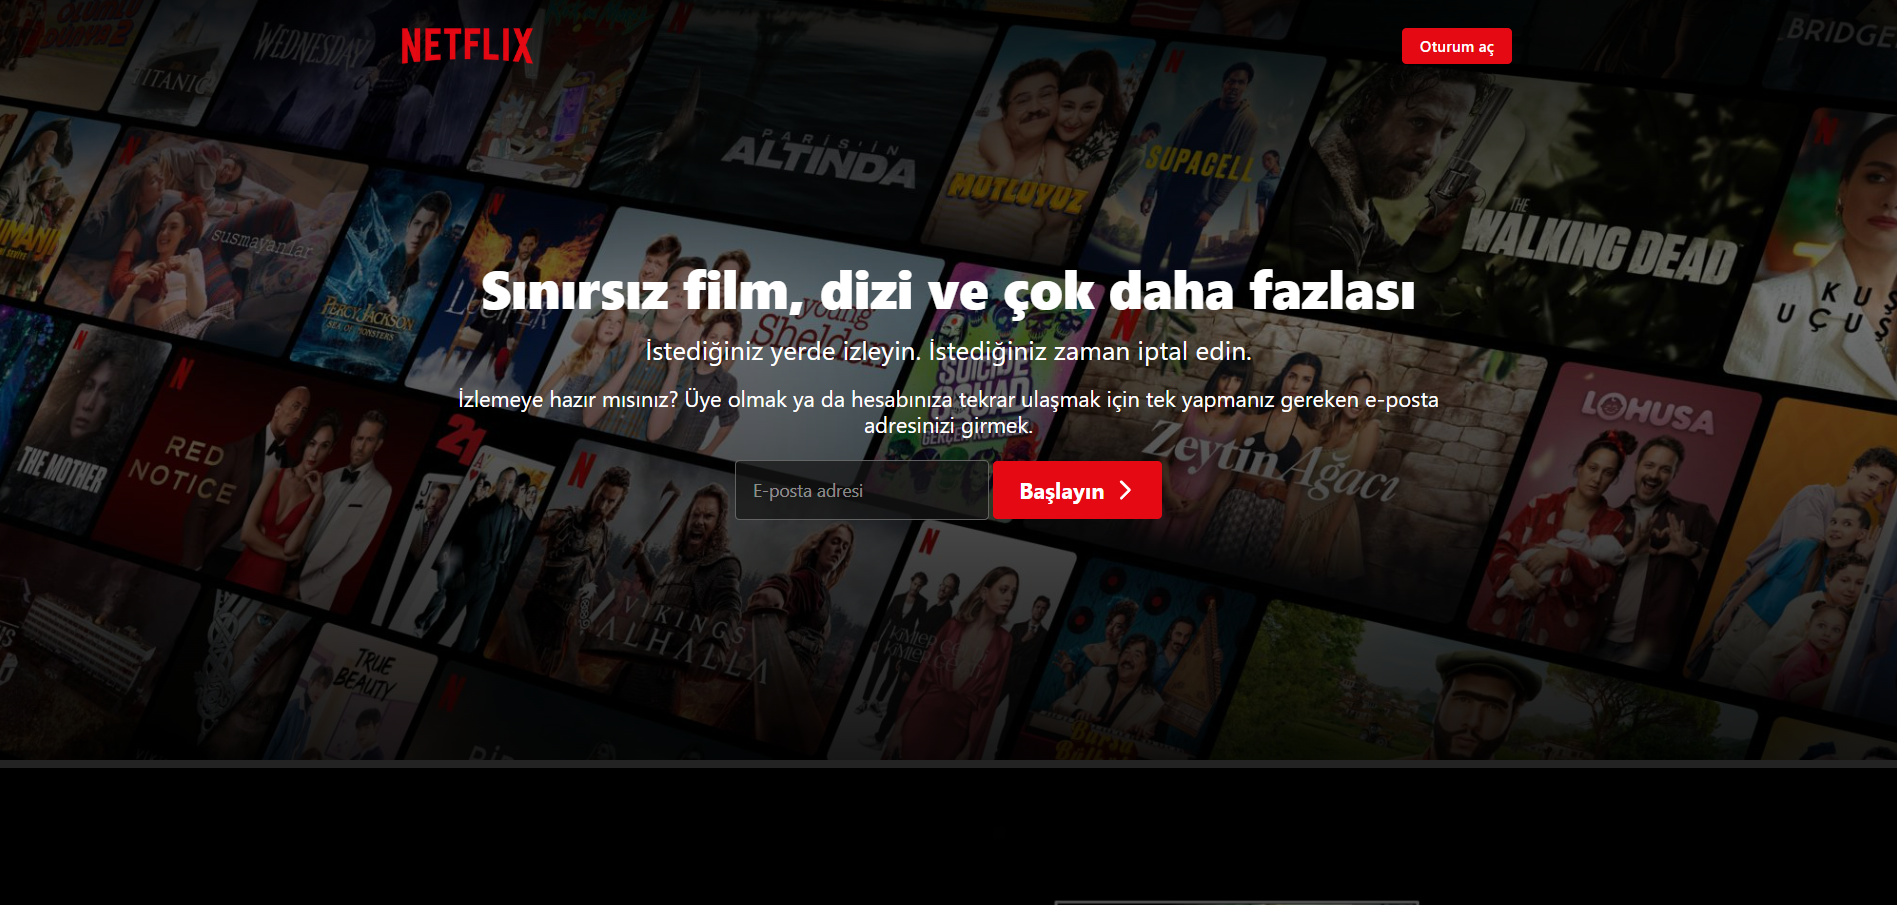 NETFLIX
Oturum aç
WEDNESDAY
TITANIC
BRIDGE
PARİS'İN
ALTINDA
MUTLUYUZ
SUPACELL
THE
WALKING DEAD
susmayanlar
PERCY JACKSON
SEA OF MONSTERS
KUŞ
UÇUŞ
Sınırsız film, dizi ve çok daha fazlası
young
Sheldon
İstediğiniz yerde izleyin. İstediğiniz zaman iptal edin.
SUICIDE
SQUAD
İzlemeye hazır mısınız? Üye olmak ya da hesabınıza tekrar ulaşmak için tek yapmanız gereken e-posta
adresinizi girmek.
LOHUSA
THE MOTHER
RED
NOTICE
21
Zeytin Ağacı
E-posta adresi
Başlayın
VIKINGS
VALHALLA
TRUE
BEAUTY